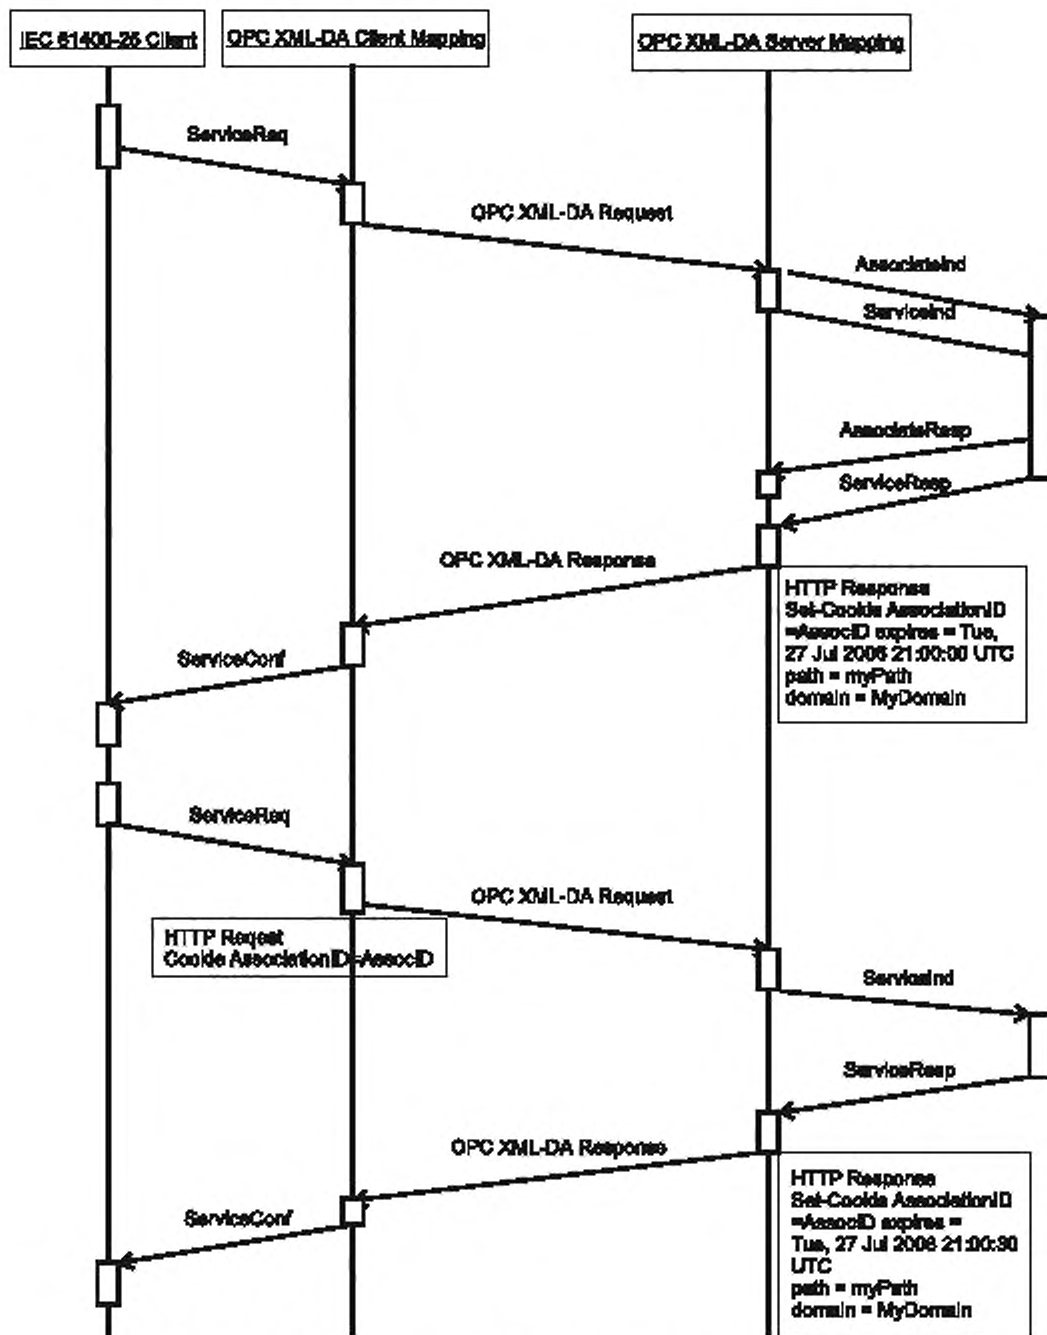 IEC 61400-25 Client
OPC XML-DA Client Mapping
OPC XML-DA Server Mapping
ServiceReq
OPC XML-DA Request
AssociateInd
ServiceInd
AssociateResp
ServiceResp
OPC XML-DA Response
HTTP Response
Set-Cookie AssociationID
=AssocID expires = Tue,
27 Jul 2006 21:00:00 UTC
path = myPath
domain = MyDomain
ServiceConf
ServiceReq
OPC XML-DA Request
HTTP Reqest
Cookie AssociationID=AssocID
ServiceInd
ServiceResp
OPC XML-DA Response
HTTP Response
Set-Cookie AssociationID
=AssocID expires =
Tue, 27 Jul 2006 21:00:30
UTC
path = myPath
domain = MyDomain
ServiceConf